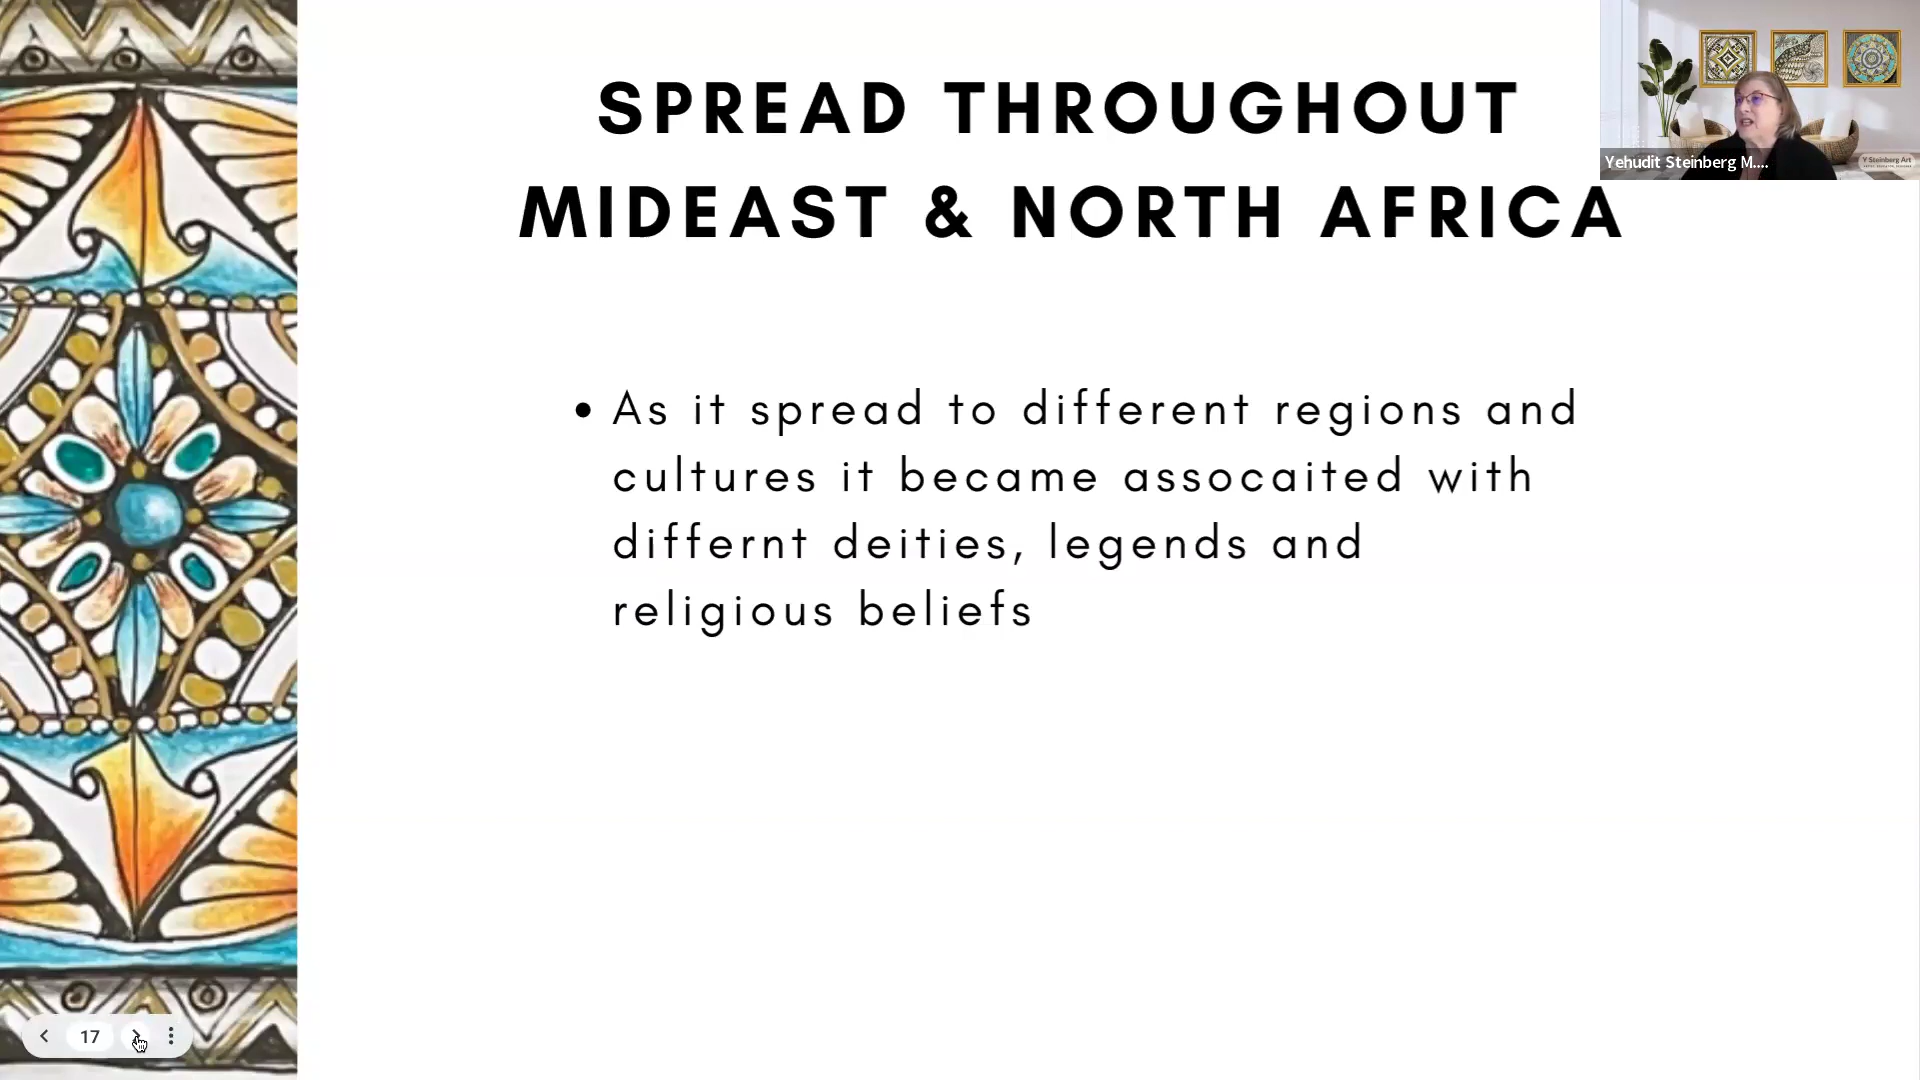 SPREAD THROUGHOUT
MIDEAST & NORTH AFRICA
• As it spread to different regions and
cultures it became assocaited with
differnt deities, legends and
religious beliefs
Yehudit Steinberg M....
Y Steinberg Art
17